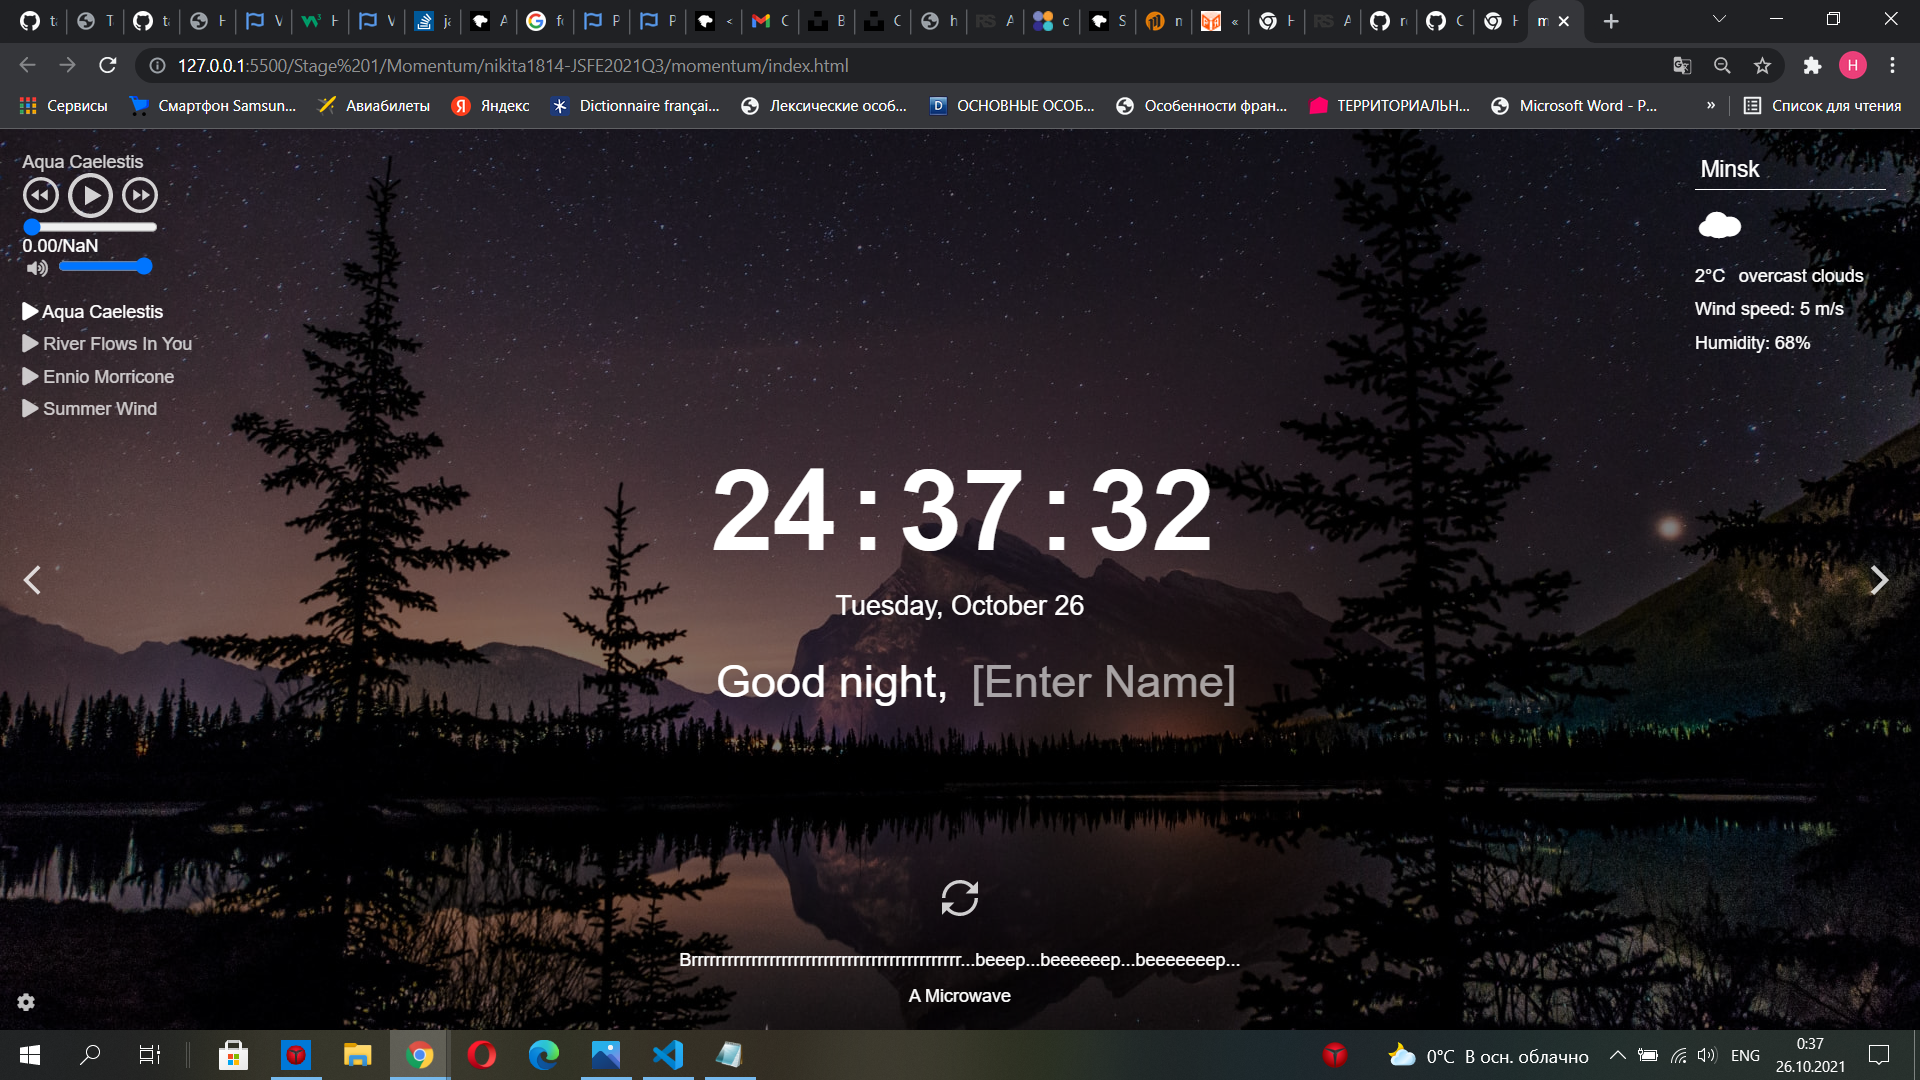 127.0.0.1:5500/Stage%201/Momentum/nikita1814-JSFE2021Q3/momentum/index.html
H
Сервисы
Смартфон Samsun...
Авиабилеты
Яндекс
Dictionnaire françai...
Лексические особ...
ОСНОВНЫЕ ОСОБ...
Особенности фран...
ТЕРРИТОРИАЛЬН...
Microsoft Word - P...
»
Список для чтения
Aqua Caelestis
0.00/NaN
Aqua Caelestis
River Flows In You
Ennio Morricone
Summer Wind
Minsk
2°C overcast clouds
Wind speed: 5 m/s
Humidity: 68%
24:37:32
Tuesday, October 26
Good night, [Enter Name]
A Microwave
0°C В осн. облачно
ENG
0:37
26.10.2021